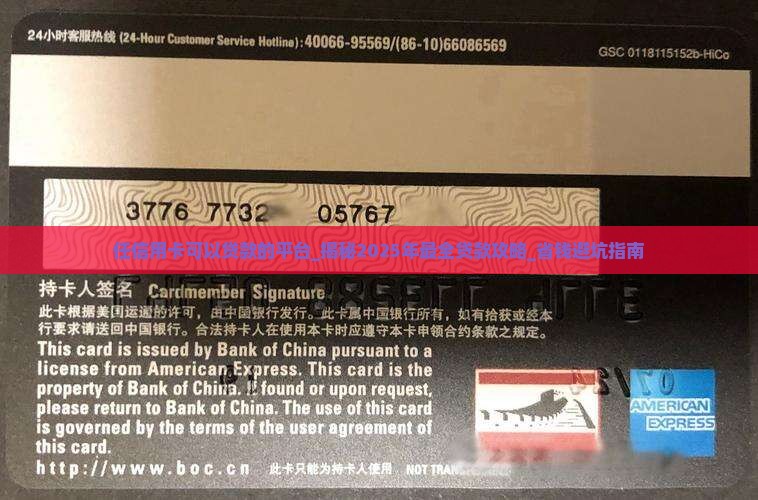 24小时客服热线 (24-Hour Customer Service Hotline):40066-95569/(86-10)66086569
GSC 0118115152b-HiCo
3776 7732 05767
任信用卡可以贷款的平台_揭秘2025年最全贷款攻略_省钱避坑指南
持卡人签名 Cardmember Signature
此卡根据美国运通的许可，由中国银行发行。此卡属中国银行所有，如有拾获或经本
行要求请送回中国银行。合法持卡人在使用本卡时应遵守本卡申领合约条款之规定。
This card is issued by Bank of China pursuant to a
license from American Express. This card is the
property of Bank of China. If found or upon request,
please return to Bank of China. The use of this card
is governed by the terms of the user agreement of
this card.
http://www.boc.cn 此卡只能为持卡人使用 NOT
AMERICAN
EXPRESS